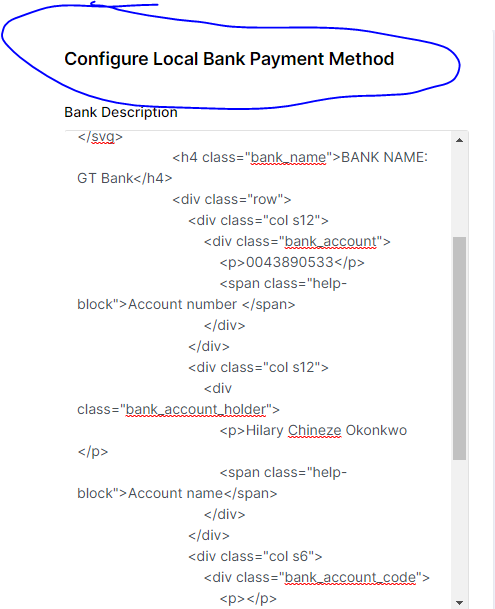 Configure Local Bank Payment Method
Bank Description
</svg>
<h4 class="bank_name">BANK NAME:
GT Bank</h4>
<div class="row">
<div class="col s12">
<div class="bank_account">
<p>0043890533</p>
<span class="help-
block">Account number </span>
</div>
</div>
<div class="col s12">
<div
class="bank_account_holder">
<p>Hilary Chineze Okonkwo
</p>
<span class="help-
block">Account name</span>
</div>
</div>
<div class="col s6">
<div class="bank_account_code">
<p></p>